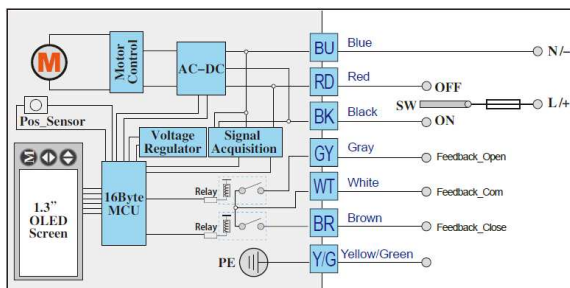 M
Motor
Control
AC-DC
BU
Blue
N/-
RD
Red
OFF
SW
L/+
BK
Black
ON
Pos_Sensor
Voltage
Regulator
Signal
Acquisition
GY
Gray
Feedback_Open
M
1.3"
OLED
Screen
16Byte
MCU
Relay
WT
White
Feedback_Com
Relay
BR
Brown
Feedback_Close
PE
Y/G
Yellow/Green